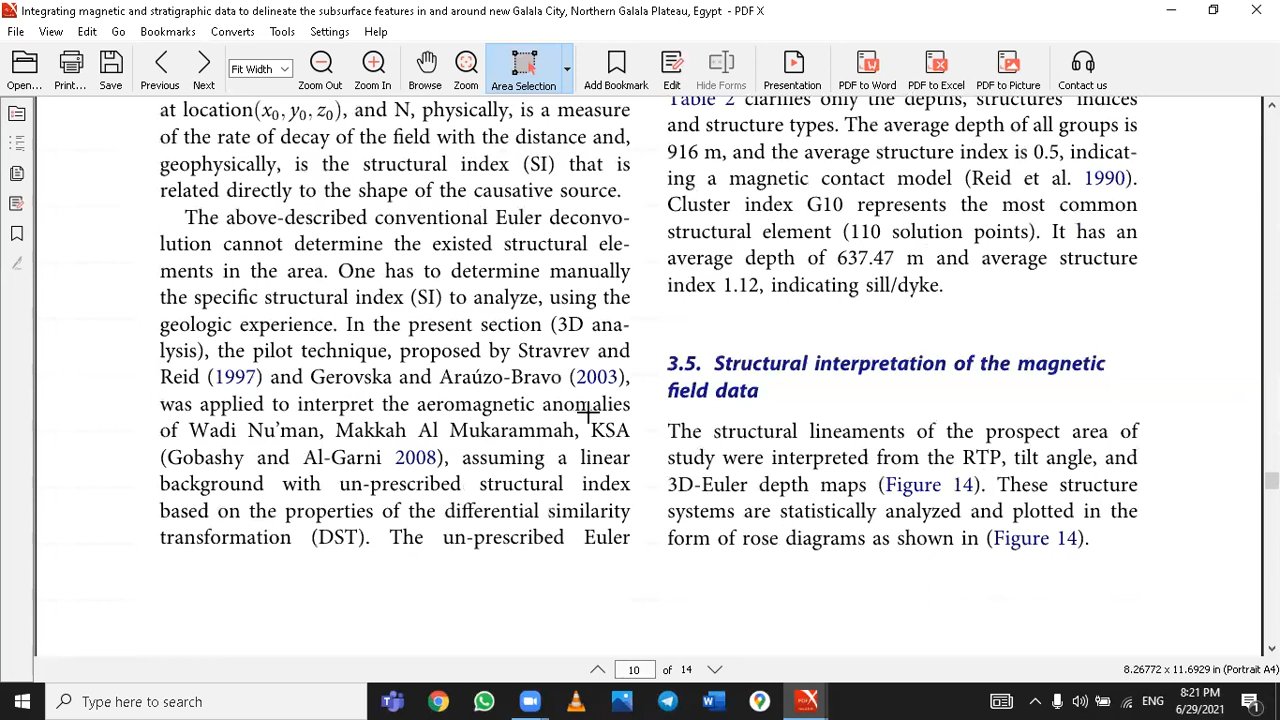 Integrating magnetic and stratigraphic data to delineate the subsurface features in and around new Galala City, Northern Galala Plateau, Egypt - PDF X
File View Go Bookmarks Converts Tools Settings Help
Open... Print... Save Previous Next Fit Width Zoom Out Zoom In Browse Zoom Area Selection Add Bookmark Edit Hide Forms Presentation PDF to Word PDF to Excel PDF to Picture Contact us
at location(x₀, y₀, z₀), and N, physically, is a measure
of the rate of decay of the field with the distance and,
geophysically, is the structural index (SI) that is
related directly to the shape of the causative source.
The above-described conventional Euler deconvo-
lution cannot determine the existed structural ele-
ments in the area. One has to determine manually
the specific structural index (SI) to analyze, using the
geologic experience. In the present section (3D ana-
lysis), the pilot technique, proposed by Stravrev and
Reid (1997) and Gerovska and Araúzo-Bravo (2003),
was applied to interpret the aeromagnetic anomalies
of Wadi Nu’man, Makkah Al Mukarammah, KSA
(Gobashy and Al-Garni 2008), assuming a linear
background with un-prescribed structural index
based on the properties of the differential similarity
transformation (DST). The un-prescribed Euler
Table 2 clarifies only the depths, structures’ indices
and structure types. The average depth of all groups is
916 m, and the average structure index is 0.5, indicat-
ing a magnetic contact model (Reid et al. 1990).
Cluster index G10 represents the most common
structural element (110 solution points). It has an
average depth of 637.47 m and average structure
index 1.12, indicating sill/dyke.
3.5. Structural interpretation of the magnetic
field data
The structural lineaments of the prospect area of
study were interpreted from the RTP, tilt angle, and
3D-Euler depth maps (Figure 14). These structure
systems are statistically analyzed and plotted in the
form of rose diagrams as shown in (Figure 14).
10 of 14
8.26772 x 11.6929 in (Portrait A4)
Type here to search
ENG
8:21 PM
6/29/2021